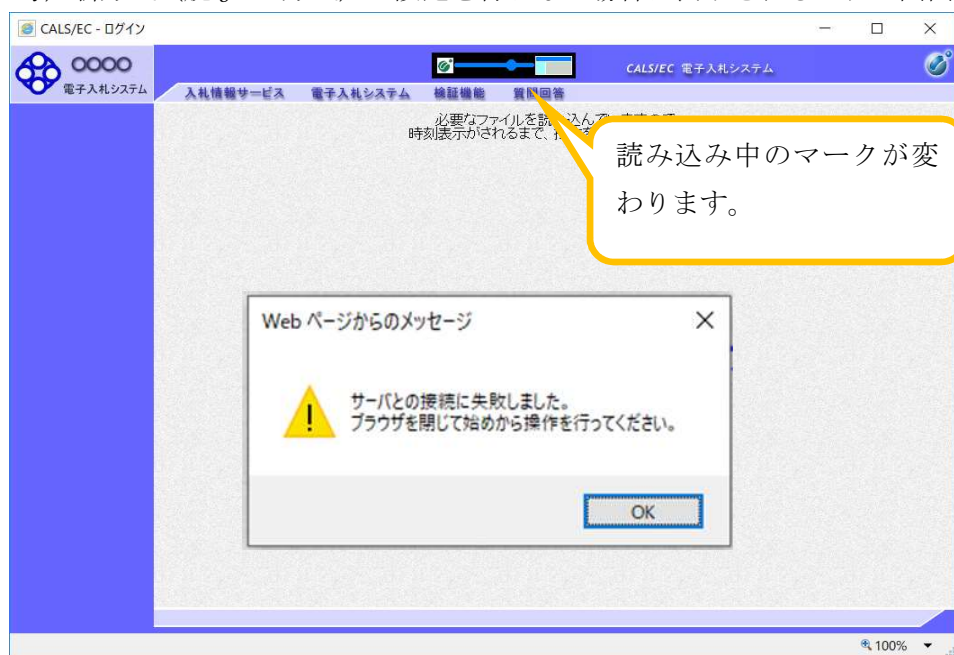 CALS/EC - ログイン
〇〇〇〇
電子入札システム
CALS/EC 電子入札システム
入札情報サービス 電子入札システム 検証機能 質問回答
必要なファイルを読み込ん
時刻表示がされるまで、
読み込み中のマークが変
わります。
Web ページからのメッセージ
サーバとの接続に失敗しました。
ブラウザを閉じて始めから操作を行ってください。
OK
100%